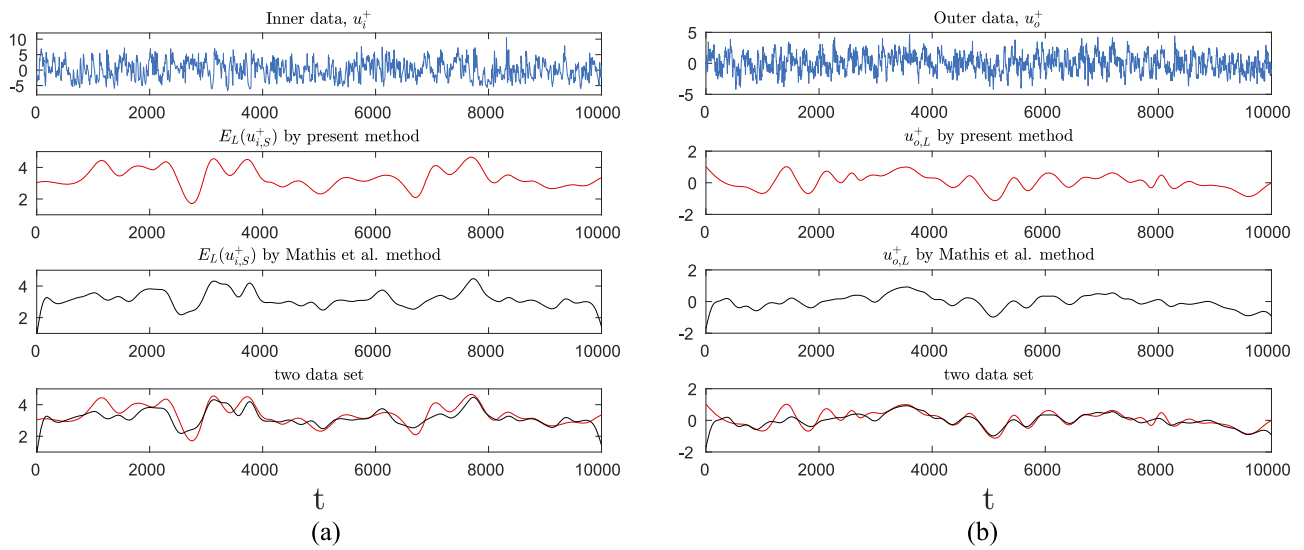 Inner data, $u_i^+$
10
5
0
-5
0 2000 4000 6000 8000 10000
$E_L(u_{i,S}^+)$ by present method
4
2
0 2000 4000 6000 8000 10000
$E_L(u_{i,S}^+)$ by Mathis et al. method
4
2
0 2000 4000 6000 8000 10000
two data set
4
2
0 2000 4000 6000 8000 10000
t
(a)
Outer data, $u_o^+$
5
0
-5
0 2000 4000 6000 8000 10000
$u_{o,L}^+$ by present method
2
0
-2
0 2000 4000 6000 8000 10000
$u_{o,L}^+$ by Mathis et al. method
2
0
-2
0 2000 4000 6000 8000 10000
two data set
2
0
-2
0 2000 4000 6000 8000 10000
t
(b)